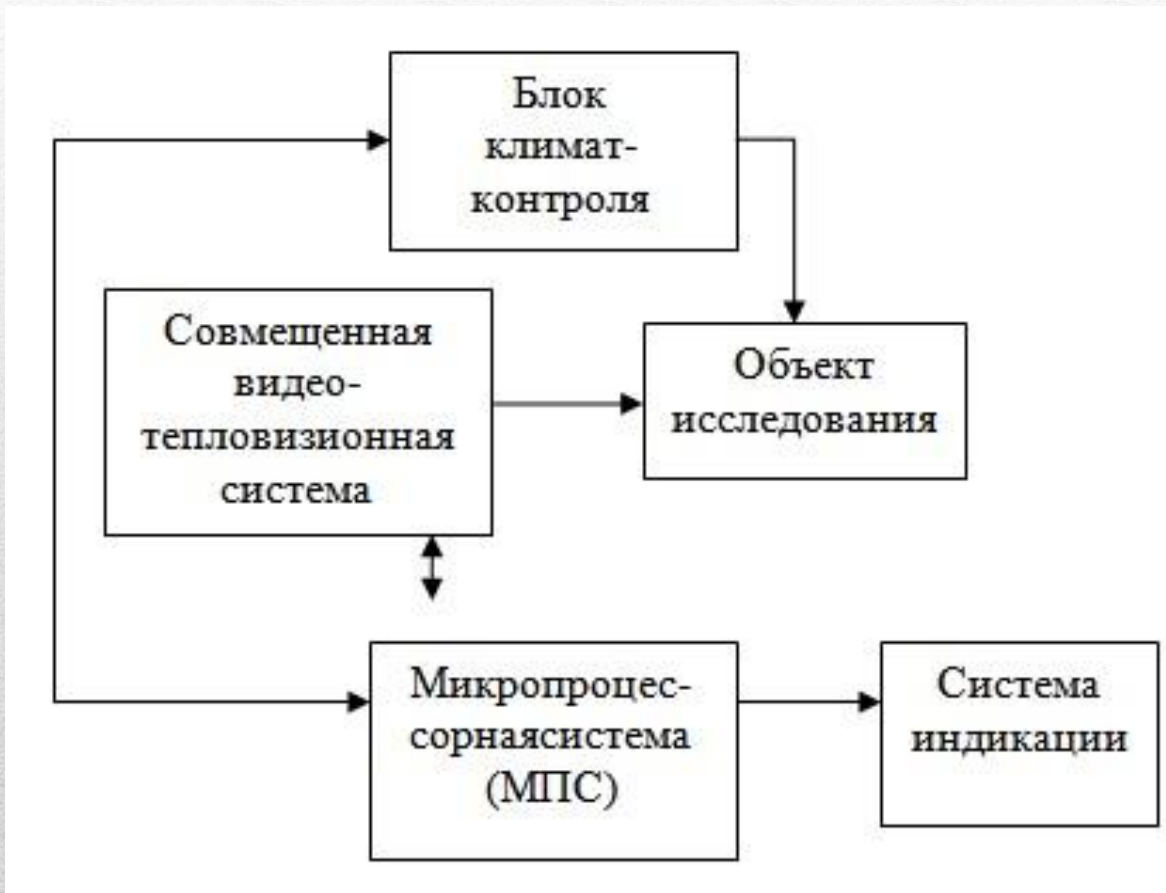 Блок
климат-
контроля
Совмещенная
видео-
тепловизионная
система
Объект
исследования
Микропроцес-
сорнаясистема
(МПС)
Система
индикации